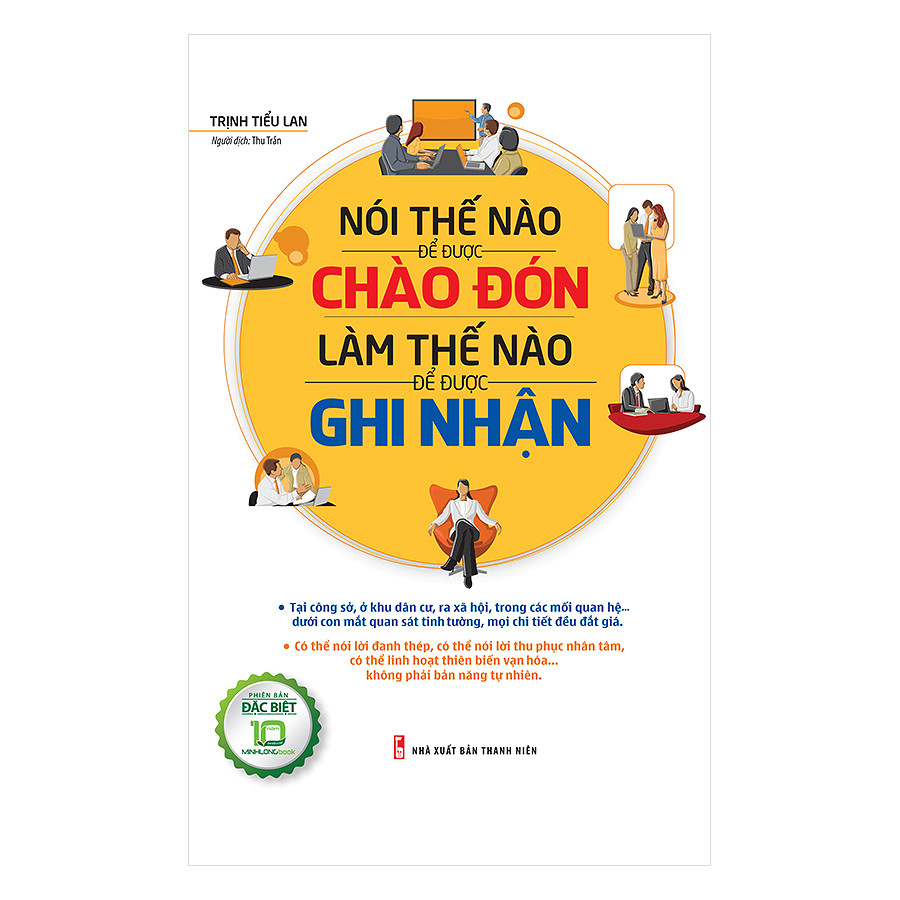 TRỊNH TIỂU LAN
Người dịch: Thu Trần
NÓI THẾ NÀO
ĐỂ ĐƯỢC
CHÀO ĐÓN
LÀM THẾ NÀO
ĐỂ ĐƯỢC
GHI NHẬN
• Tại công sở, ở khu dân cư, ra xã hội, trong các mối quan hệ...
dưới con mắt quan sát tinh tường, mọi chi tiết đều đắt giá.
• Có thể nói lời đanh thép, có thể nói lời thu phục nhân tâm,
có thể linh hoạt thiên biến vạn hóa...
không phải bản năng tự nhiên.
PHIÊN BẢN
ĐẶC BIỆT
10 năm
MINHLONGbook
NHÀ XUẤT BẢN THANH NIÊN